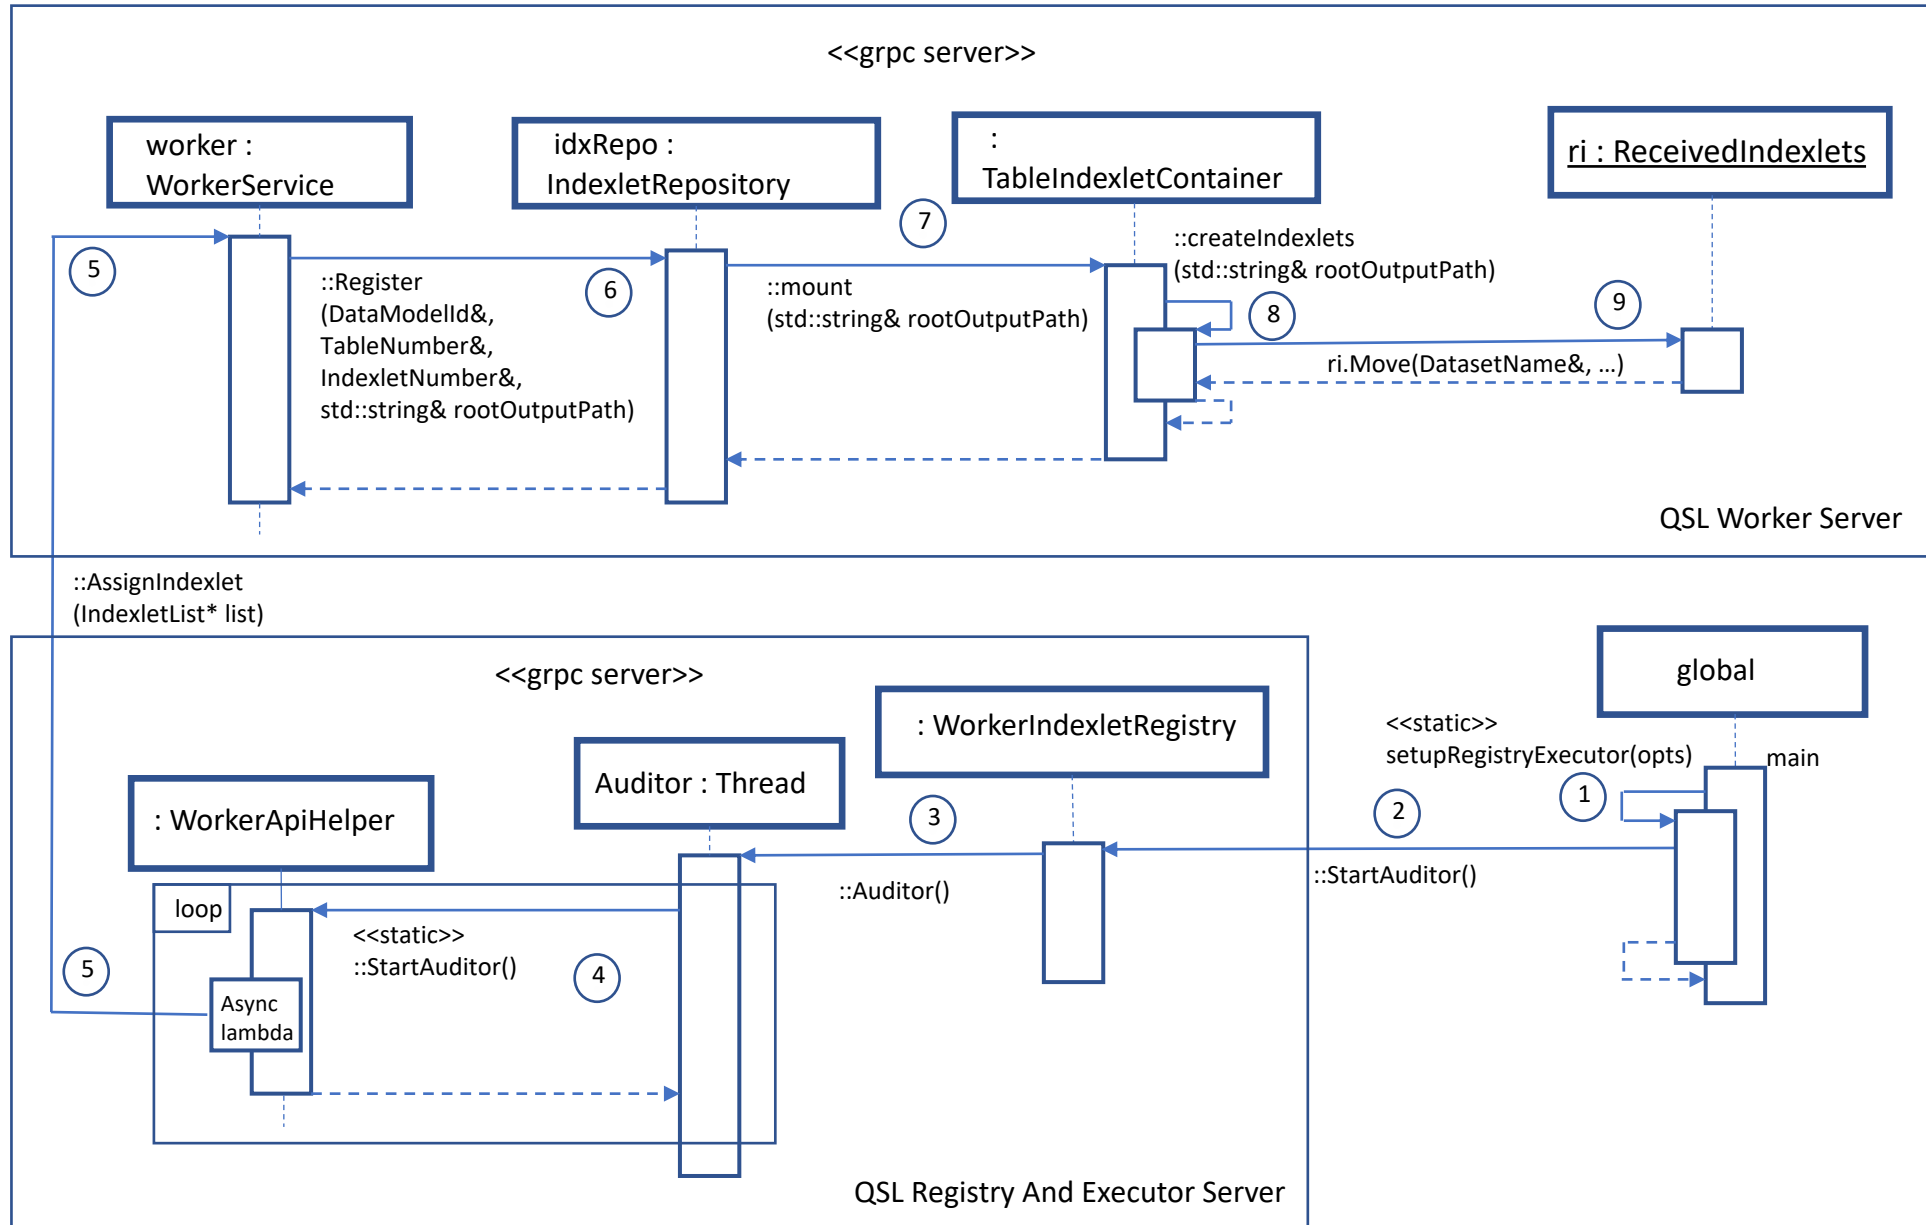 <<grpc server>>
worker :
WorkerService
idxRepo :
IndexletRepository
:
TableIndexletContainer
ri : ReceivedIndexlets
5
::Register
(DataModelId&,
TableNumber&,
IndexletNumber&,
std::string& rootOutputPath)
6
7
::mount
(std::string& rootOutputPath)
::createIndexlets
(std::string& rootOutputPath)
8
9
ri.Move(DatasetName&, ...)
QSL Worker Server
::AssignIndexlet
(IndexletList* list)
<<grpc server>>
: WorkerApiHelper
Auditor : Thread
: WorkerIndexletRegistry
global
<<static>>
setupRegistryExecutor(opts)
main
1
2
::StartAuditor()
3
::Auditor()
loop
<<static>>
::StartAuditor()
4
5
Async
lambda
QSL Registry And Executor Server